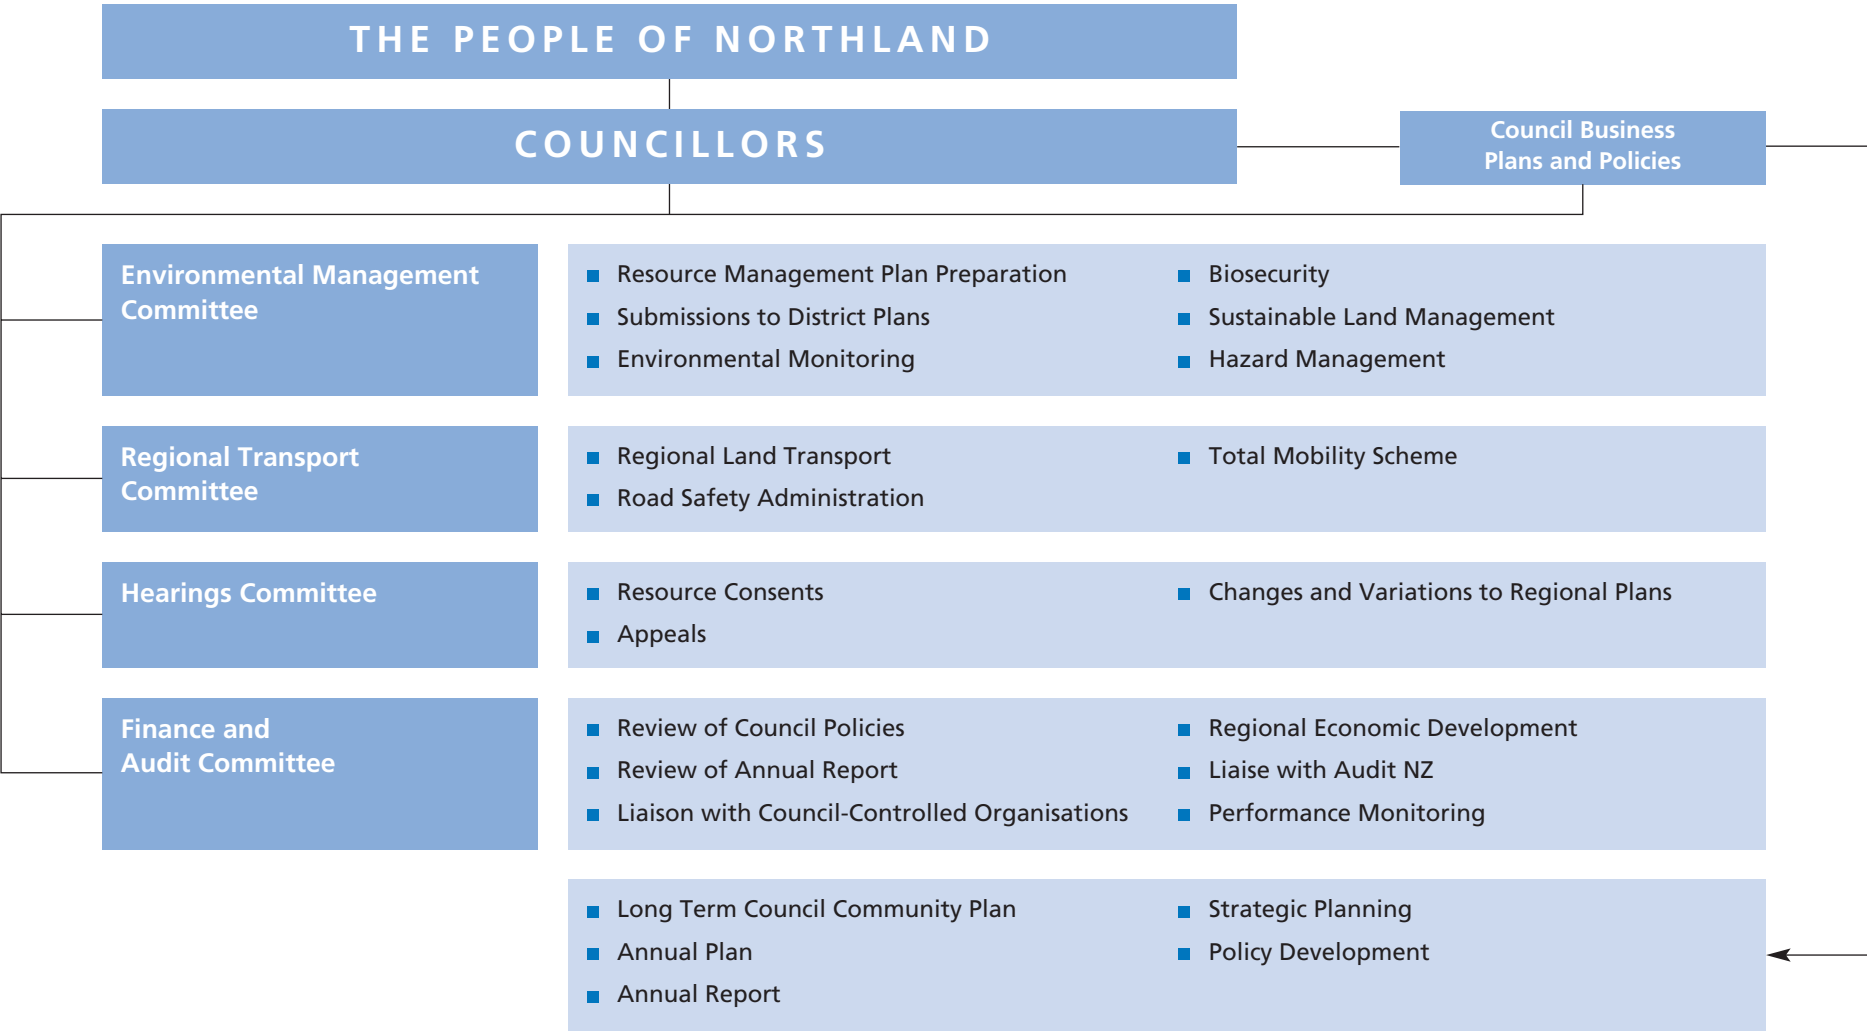 THE PEOPLE OF NORTHLAND
COUNCILLORS
Council Business
Plans and Policies
Environmental Management
Committee
Resource Management Plan Preparation
Submissions to District Plans
Environmental Monitoring
Biosecurity
Sustainable Land Management
Hazard Management
Regional Transport
Committee
Regional Land Transport
Road Safety Administration
Total Mobility Scheme
Hearings Committee
Resource Consents
Appeals
Changes and Variations to Regional Plans
Finance and
Audit Committee
Review of Council Policies
Review of Annual Report
Liaison with Council-Controlled Organisations
Regional Economic Development
Liaise with Audit NZ
Performance Monitoring
Long Term Council Community Plan
Annual Plan
Annual Report
Strategic Planning
Policy Development